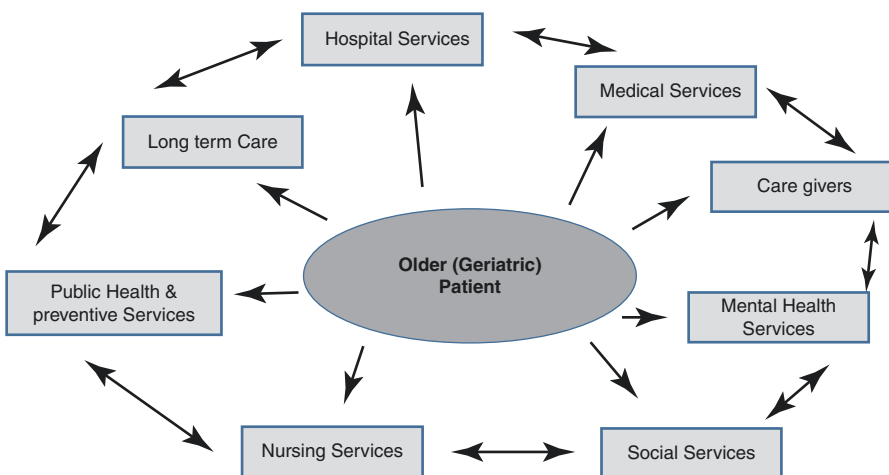 Hospital Services
Medical Services
Long term Care
Care givers
Older (Geriatric)
Patient
Public Health &
preventive Services
Mental Health
Services
Nursing Services
Social Services